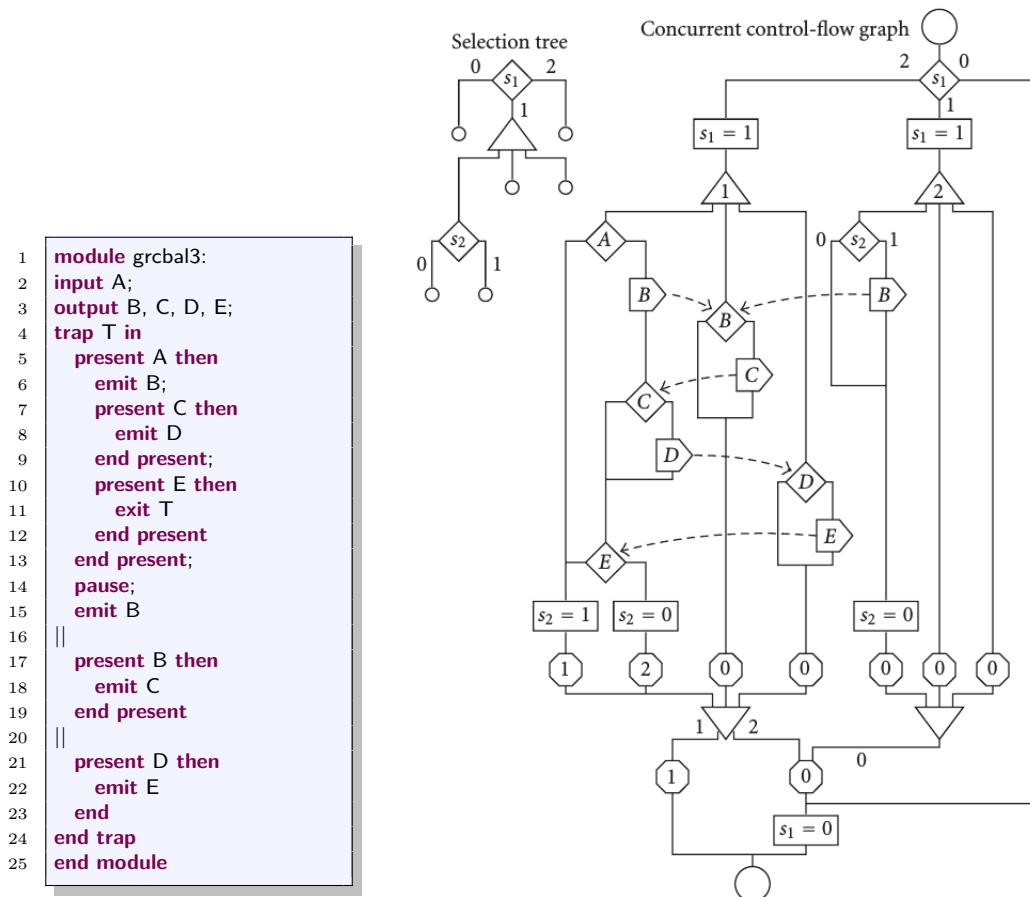 Selection tree
0
s1
2
1
s2
0
1
Concurrent control-flow graph
2
s1
0
1
s1 = 1
s1 = 1
1
2
A
0
s2
1
B
B
B
C
C
D
D
E
E
s2 = 1
s2 = 0
s2 = 0
1
2
0
0
0
0
0
1
2
0
1
0
s1 = 0
1 module grcbal3:
2 input A;
3 output B, C, D, E;
4 trap T in
5 present A then
6 emit B;
7 present C then
8 emit D
9 end present;
10 present E then
11 exit T
12 end present
13 end present;
14 pause;
15 emit B
16 ||
17 present B then
18 emit C
19 end present
20 ||
21 present D then
22 emit E
23 end
24 end trap
25 end module